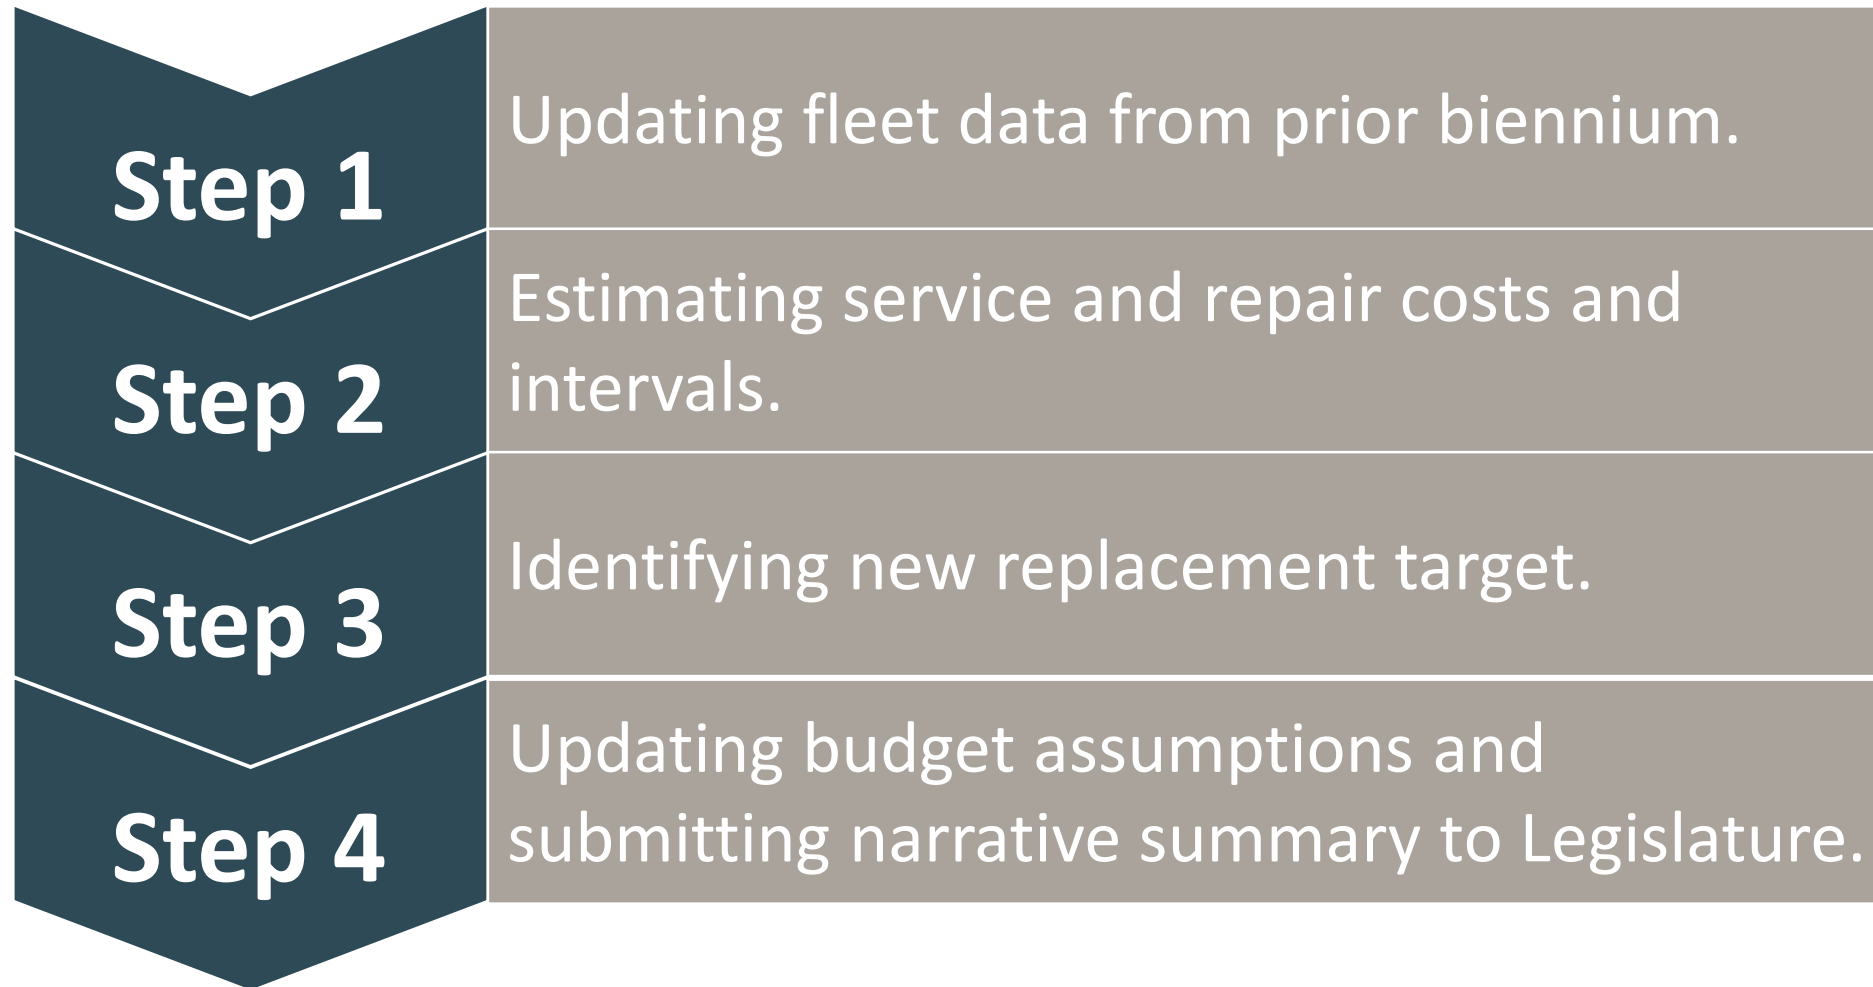 Step 1
Updating fleet data from prior biennium.
Step 2
Estimating service and repair costs and
intervals.
Step 3
Identifying new replacement target.
Step 4
Updating budget assumptions and
submitting narrative summary to Legislature.